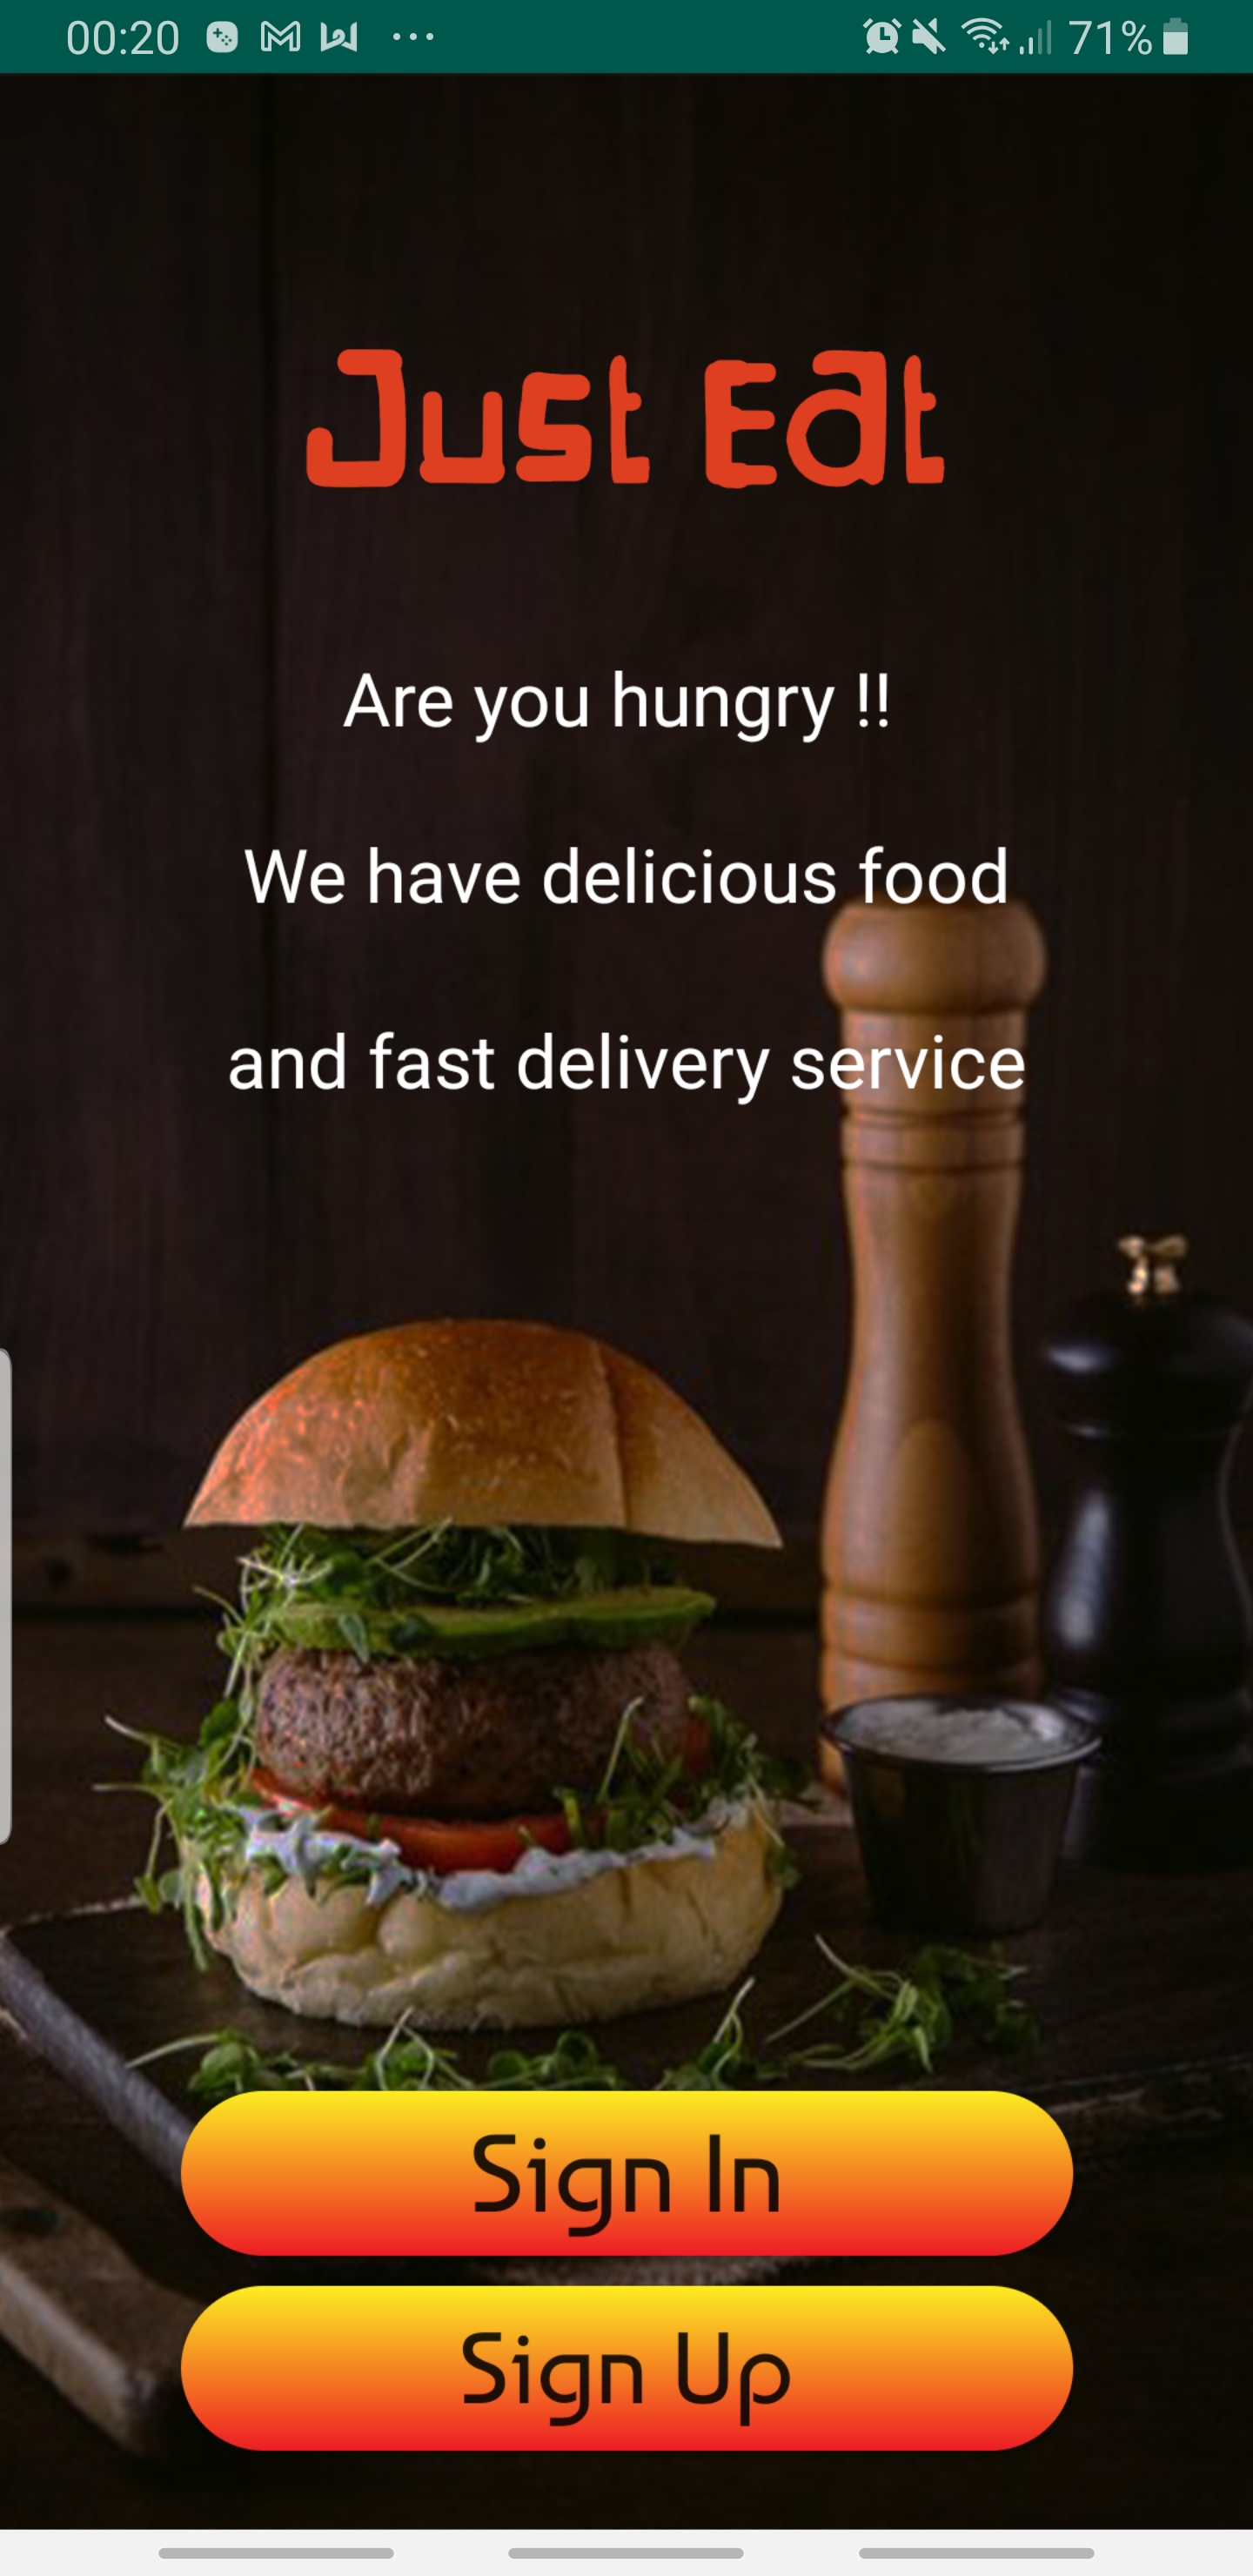 00:20 71%
Just Eat
Are you hungry !!
We have delicious food
and fast delivery service
Sign In
Sign Up